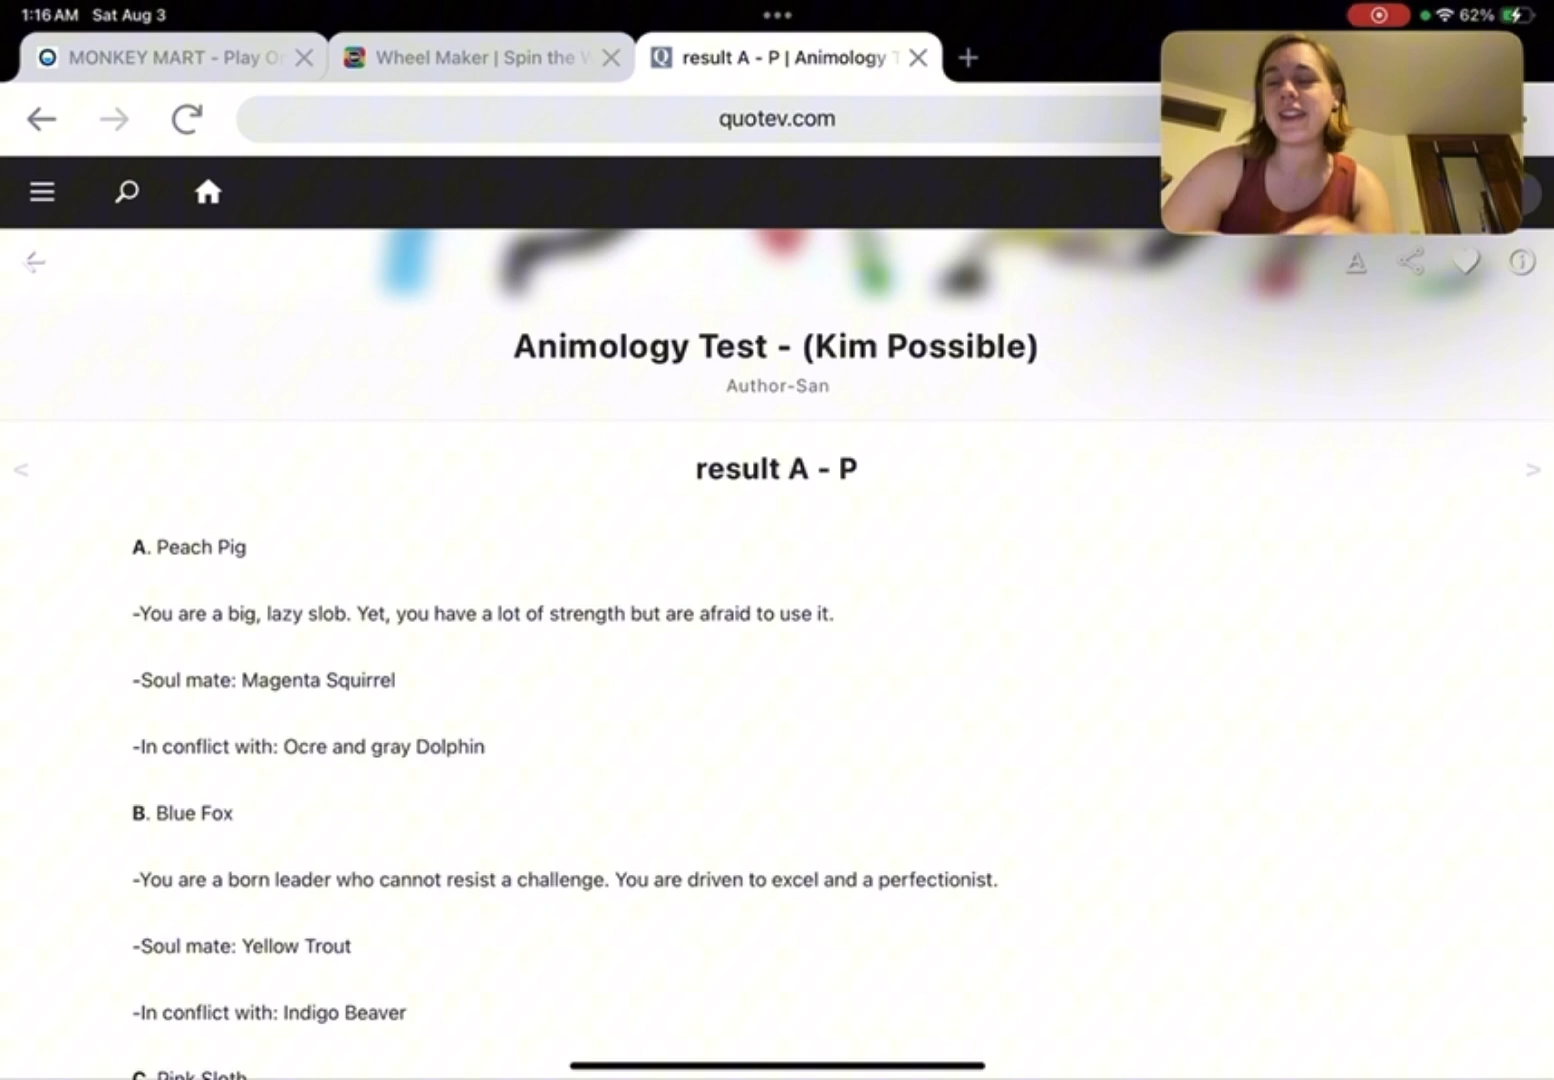 1:16 AM Sat Aug 3
62%
MONKEY MART - Play O
Wheel Maker | Spin the
result A - P | Animology
quotev.com
Animology Test - (Kim Possible)
Author-San
result A - P
A. Peach Pig
-You are a big, lazy slob. Yet, you have a lot of strength but are afraid to use it.
-Soul mate: Magenta Squirrel
-In conflict with: Ocre and gray Dolphin
B. Blue Fox
-You are a born leader who cannot resist a challenge. You are driven to excel and a perfectionist.
-Soul mate: Yellow Trout
-In conflict with: Indigo Beaver
C. Pink Sloth